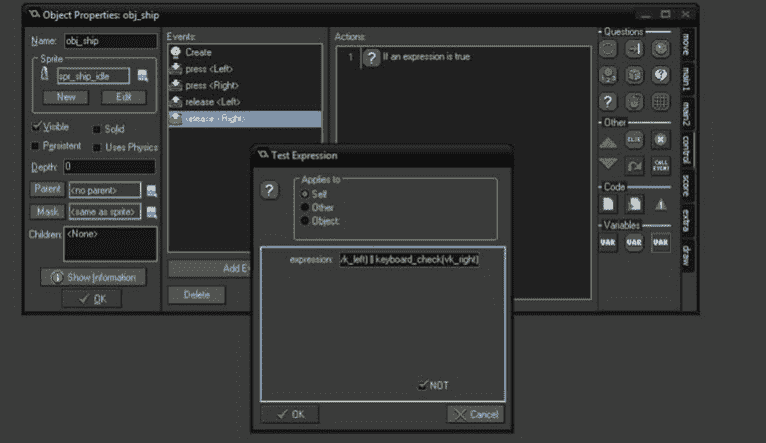 Object Properties: obj_ship
Name: obj_ship
Sprite
spr_ship_idle
New Edit
Visible Solid
Persistent Uses Physics
Depth: 0
Parent <no parent>
Mask <same as sprite>
Children: <None>
Show Information
OK
Events:
Create
press <Left>
press <Right>
release <Left>
release <Right>
Add E
Delete
Actions:
1 ? If an expression is true
Test Expression
?
Applies to
Self
Other
Object:
expression: vk_left) || keyboard_check(vk_right)
NOT
OK Cancel
Questions
Other
ELSE
CALL
EVENT
Code
Variables
VAR VAR VAR
move
main1
main2
control
score
extra
draw